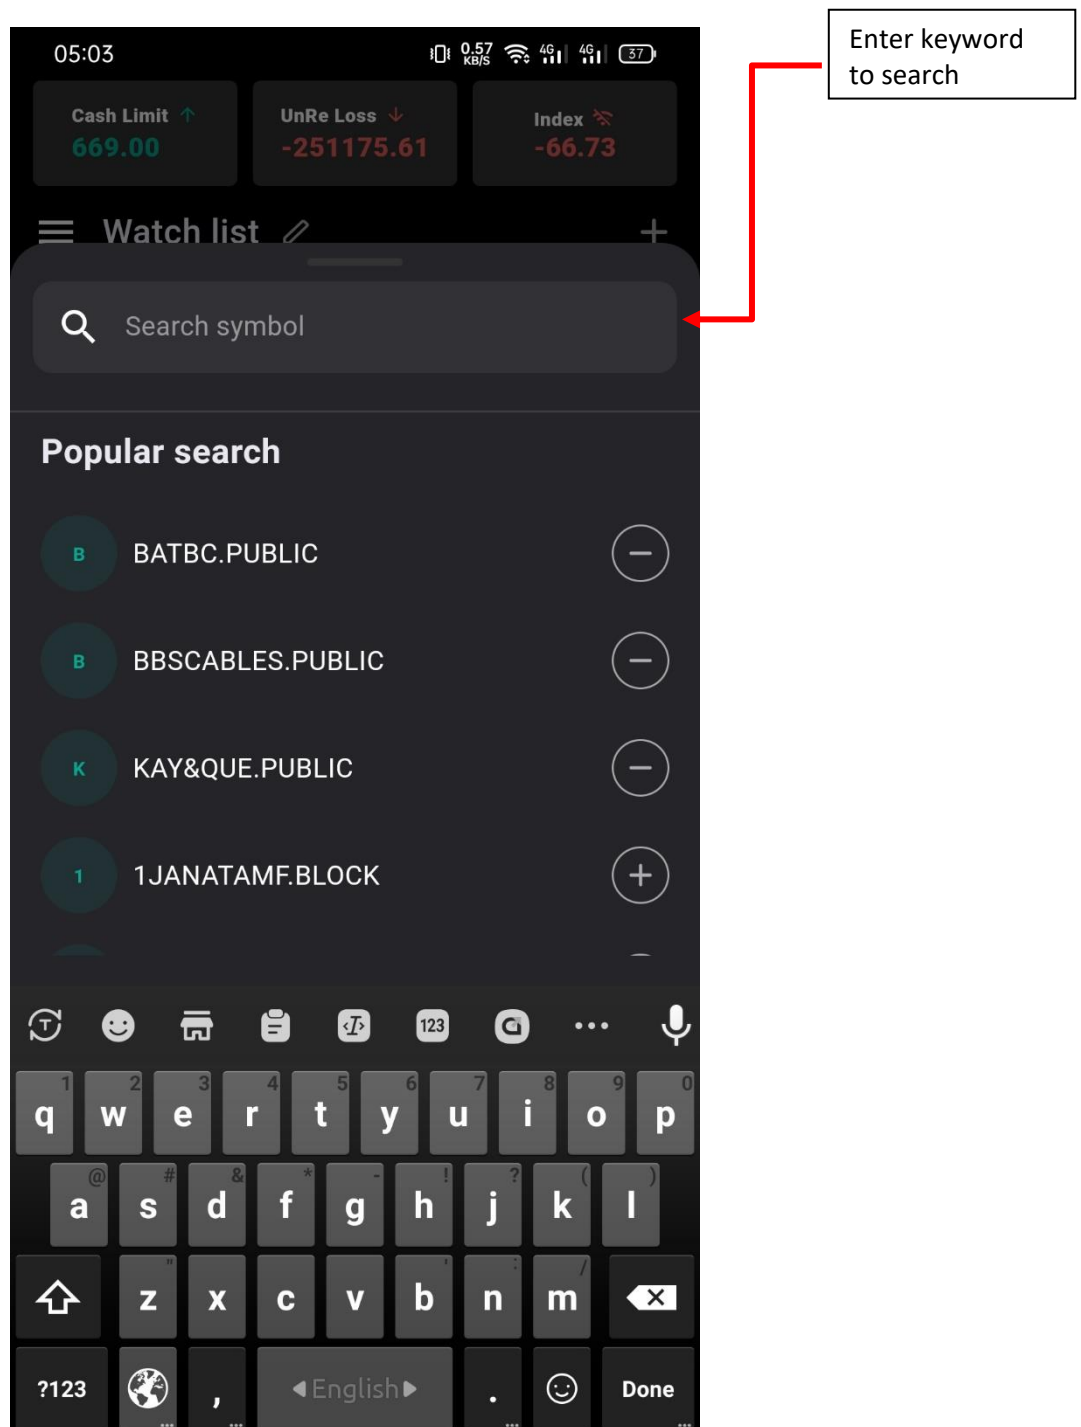 Enter keyword
to search
05:03 0.57 KB/S 4G 4G 37
Cash Limit UnRe Loss Index
669.00 -251175.61 -66.73
Watch list
Search symbol
Popular search
B BATBC.PUBLIC
B BBSCABLES.PUBLIC
K KAY&QUE.PUBLIC
1 1JANATAMF.BLOCK
T 123 G
1 2 3 4 5 6 7 8 9 0
q w e r t y u i o p
@ # & * - ! ? ( )
a s d f g h j k l
" ' : /
z x c v b n m
?123 , English . Done